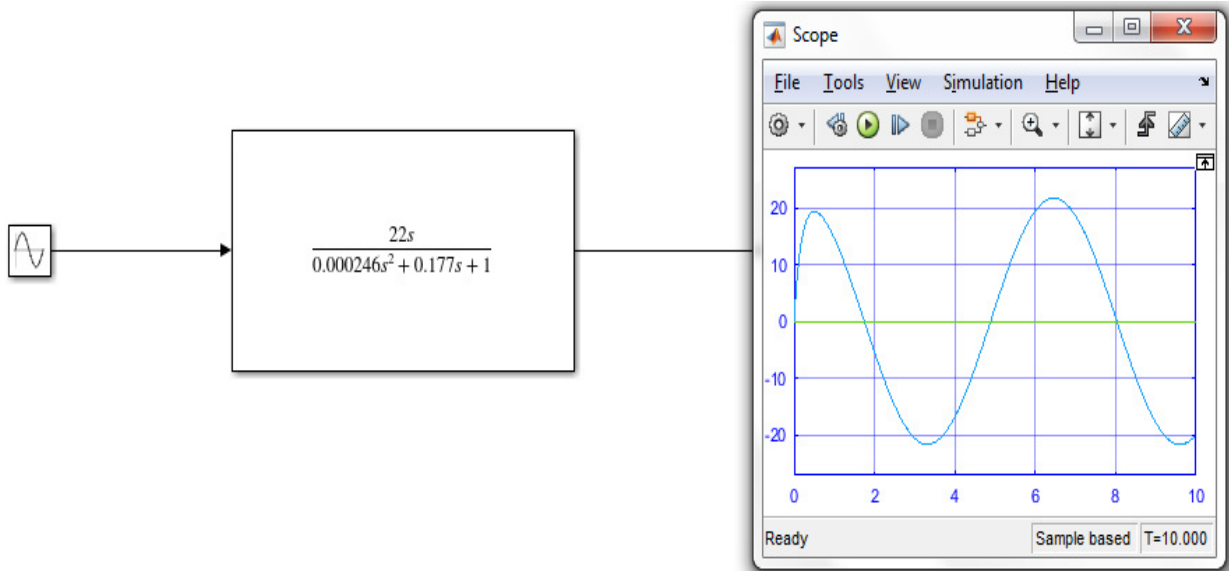 22s
0.000246s² + 0.177s + 1
Scope
File Tools View Simulation Help
20
10
0
-10
-20
0 2 4 6 8 10
Ready Sample based T=10.000